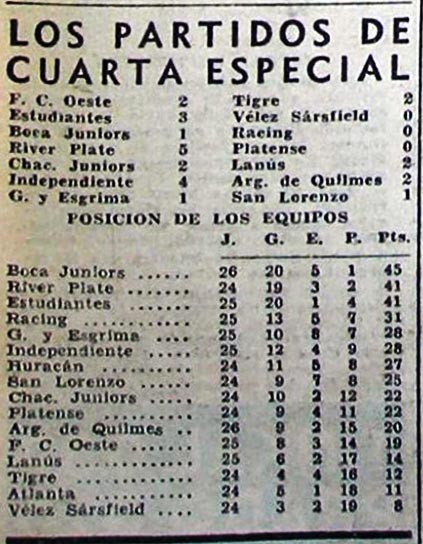 LOS PARTIDOS DE
CUARTA ESPECIAL
F. C. Oeste 2 Tigre 2
Estudiantes 3 Vélez Sársfield 0
Boca Juniors 1 Racing 0
River Plate 5 Platense 0
Chac. Juniors 2 Lanús 2
Independiente 4 Arg. de Quilmes 2
G. y Esgrima 1 San Lorenzo 1
POSICION DE LOS EQUIPOS
J. G. E. P. Pts.
Boca Juniors ...... 26 20 5 1 45
River Plate ...... 24 19 3 2 41
Estudiantes ...... 25 20 1 4 41
Racing .......... 25 13 5 7 31
G. y Esgrima ..... 25 10 8 7 28
Independiente .... 25 12 4 9 28
Huracán ......... 24 11 5 8 27
San Lorenzo ..... 24 9 7 8 25
Chac. Juniors .... 24 10 2 12 22
Platense ......... 24 9 4 11 22
Arg. de Quilmes .. 26 9 2 15 20
F. C. Oeste ...... 25 8 3 14 19
Lanús ........... 25 6 2 17 14
Tigre ........... 24 4 4 16 12
Atlanta .......... 24 5 1 18 11
Vélez Sársfield ... 24 3 2 19 8